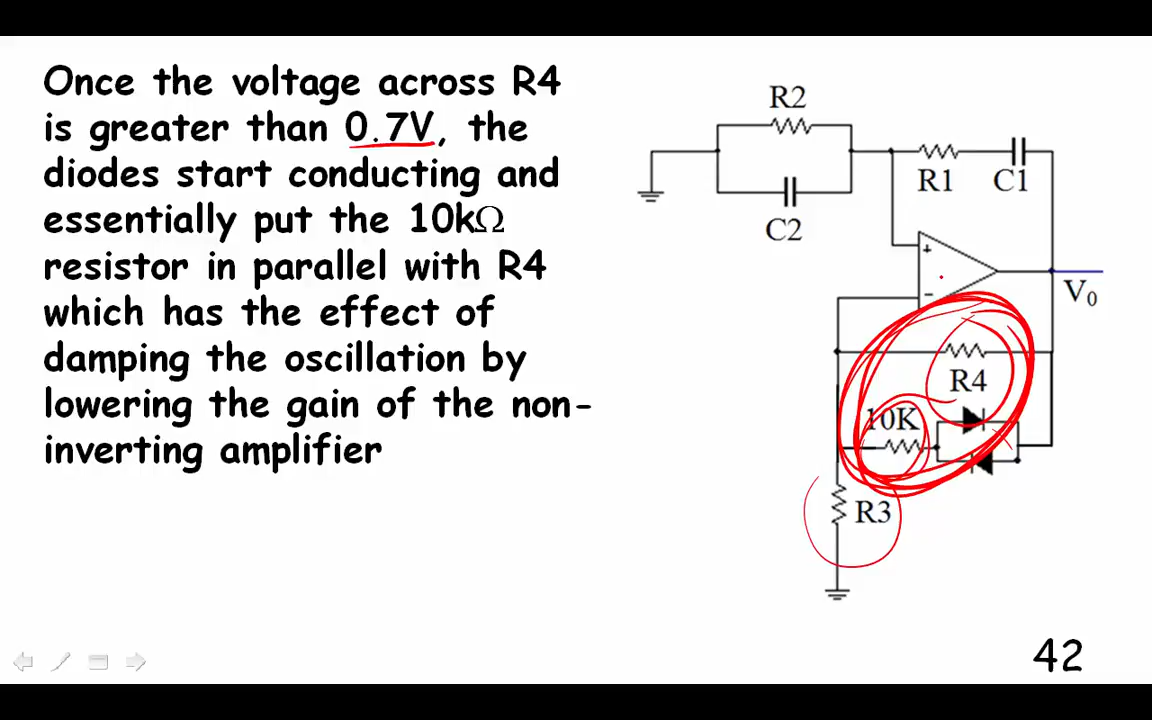 Once the voltage across R4
is greater than 0.7V, the
diodes start conducting and
essentially put the 10kΩ
resistor in parallel with R4
which has the effect of
damping the oscillation by
lowering the gain of the non-
inverting amplifier
R2
C2
R1
C1
+
-
V0
R4
10K
R3
42